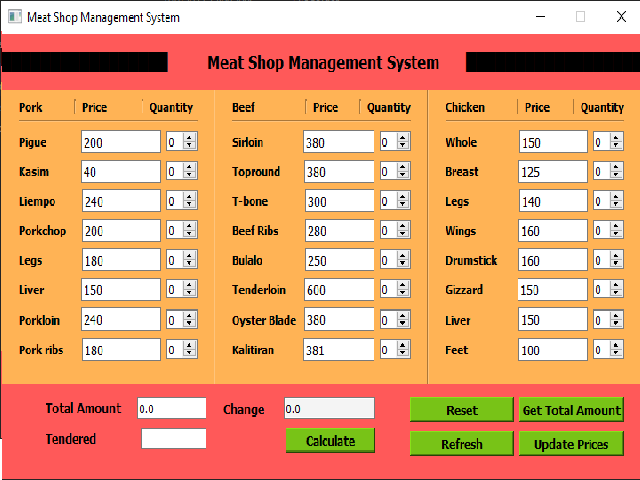 Meat Shop Management System
Meat Shop Management System
Pork Price Quantity Beef Price Quantity Chicken Price Quantity
Pigue 200 0 Sirloin 380 0 Whole 150 0
Kasim 40 0 Topround 380 0 Breast 125 0
Liempo 240 0 T-bone 300 0 Legs 140 0
Porkchop 200 0 Beef Ribs 280 0 Wings 160 0
Legs 180 0 Bulalo 250 0 Drumstick 160 0
Liver 150 0 Tenderloin 600 0 Gizzard 150 0
Porkloin 240 0 Oyster Blade 380 0 Liver 150 0
Pork ribs 180 0 Kalitiran 381 0 Feet 100 0
Total Amount 0.0 Change 0.0 Reset Get Total Amount
Tendered Calculate Refresh Update Prices